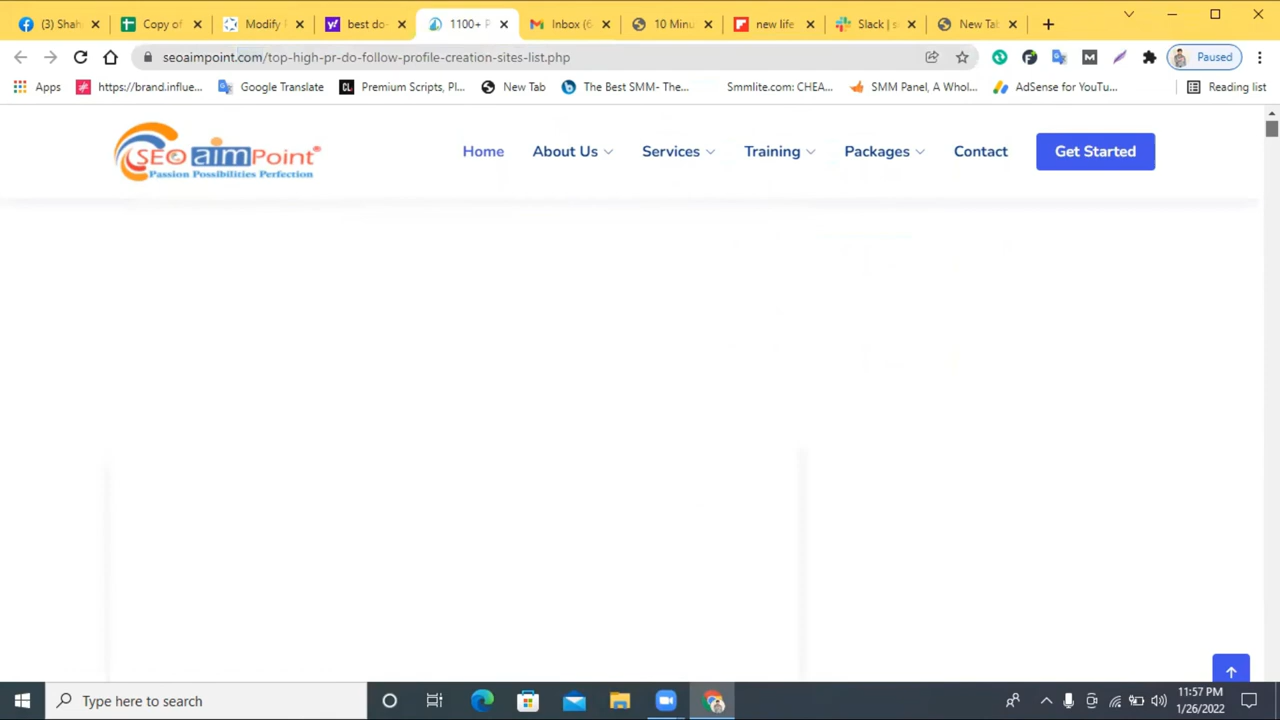 (3) Shah
Copy of
Modify
best do-
1100+ P
Inbox (6
10 Minu
new life
Slack | s
New Tab
seoaimpoint.com/top-high-pr-do-follow-profile-creation-sites-list.php
Paused
Apps
https://brand.influe...
Google Translate
CL
Premium Scripts, Pl...
New Tab
The Best SMM- The...
Smmlite.com: CHEA...
SMM Panel, A Whol...
AdSense for YouTu...
Reading list
SEO aimPoint
Passion Possibilities Perfection
Home
About Us
Services
Training
Packages
Contact
Get Started
Type here to search
11:57 PM
1/26/2022